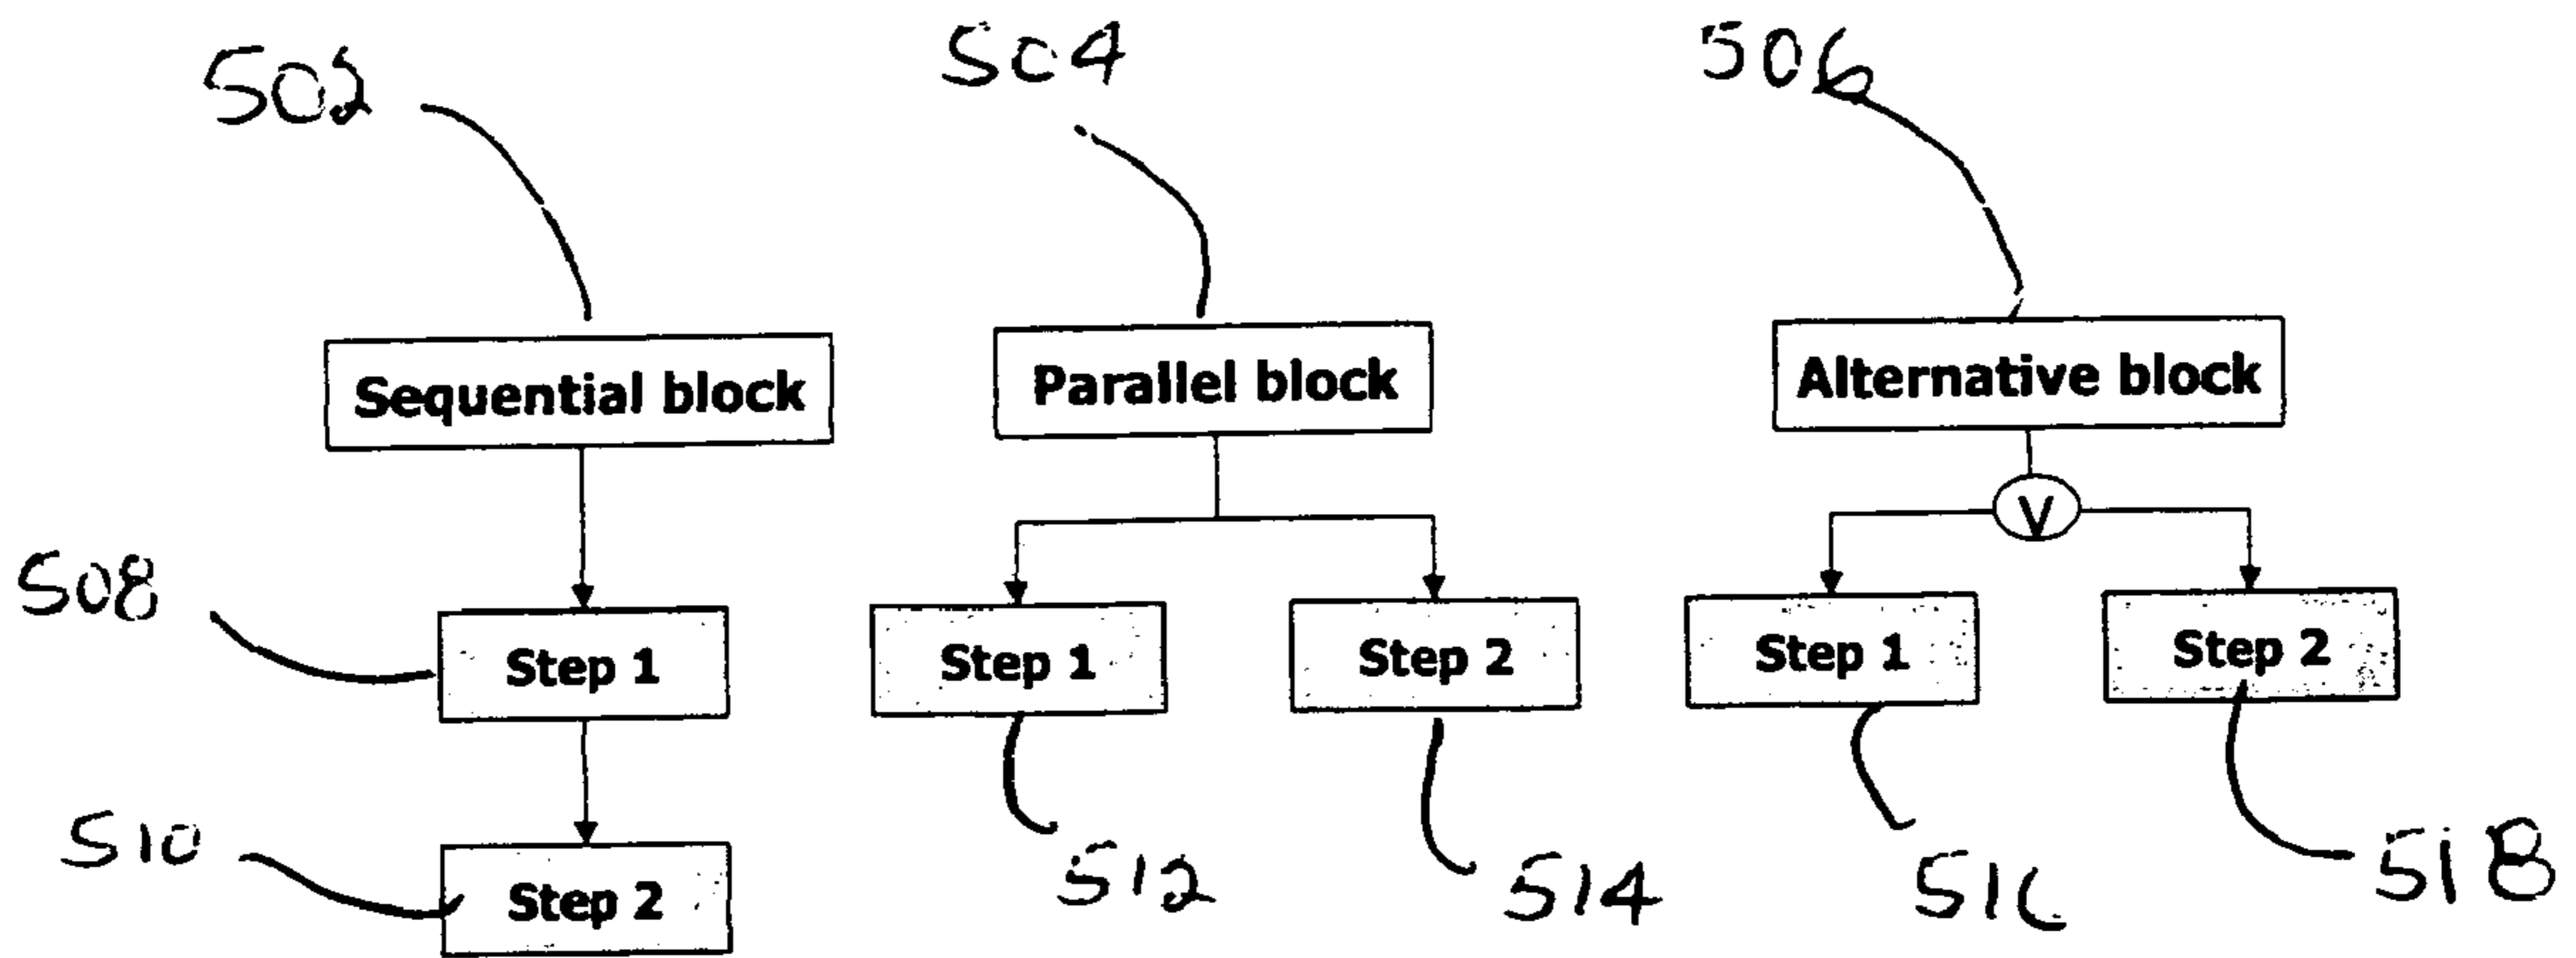 502
504
506
Sequential block
Parallel block
Alternative block
V
508
Step 1
Step 1
Step 2
Step 1
Step 2
510
Step 2
512
514
516
518